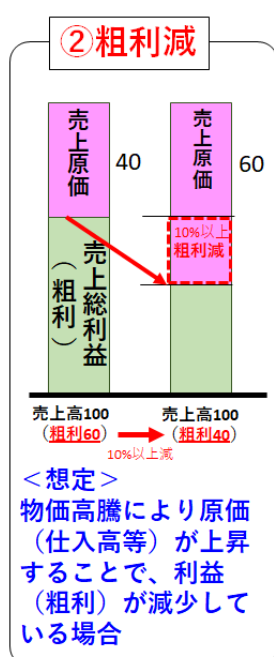 ②粗利減
売上原価
40
売上原価
60
10%以上
粗利減
売上総利益
（粗利）
売上高100
（粗利60）
売上高100
（粗利40）
10%以上減
＜想定＞
物価高騰により原価
（仕入高等）が上昇
することで、利益
（粗利）が減少して
いる場合